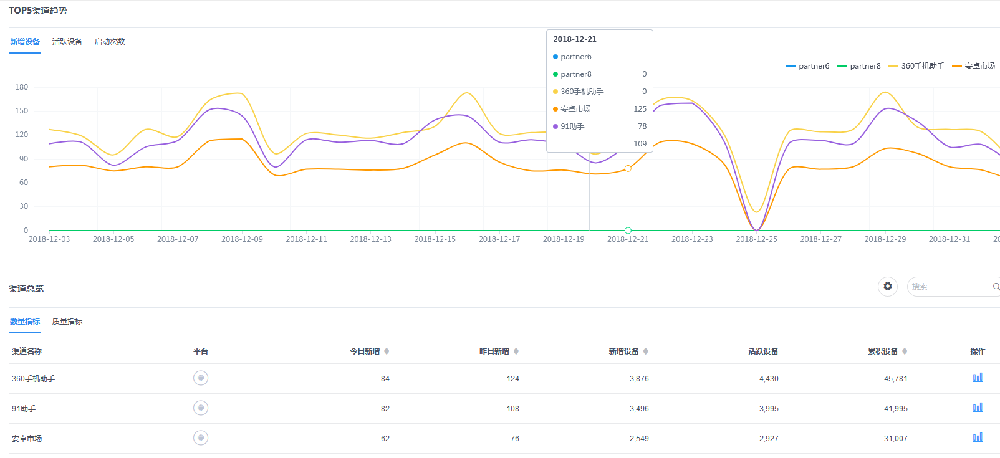 TOP5渠道趋势
新增设备 活跃设备 启动次数
2018-12-21
partner6
partner8 0
360手机助手 0
安卓市场 125
91助手 78
109
partner6 partner8 360手机助手 安卓市场
180
150
120
90
60
30
0
2018-12-03 2018-12-05 2018-12-07 2018-12-09 2018-12-11 2018-12-13 2018-12-15 2018-12-17 2018-12-19 2018-12-21 2018-12-23 2018-12-25 2018-12-27 2018-12-29 2018-12-31 20
渠道总览
搜索
数量指标 质量指标
渠道名称 平台 今日新增 昨日新增 新增设备 活跃设备 累积设备 操作
360手机助手 84 124 3,876 4,430 45,781
91助手 82 108 3,496 3,995 41,995
安卓市场 62 76 2,549 2,927 31,007